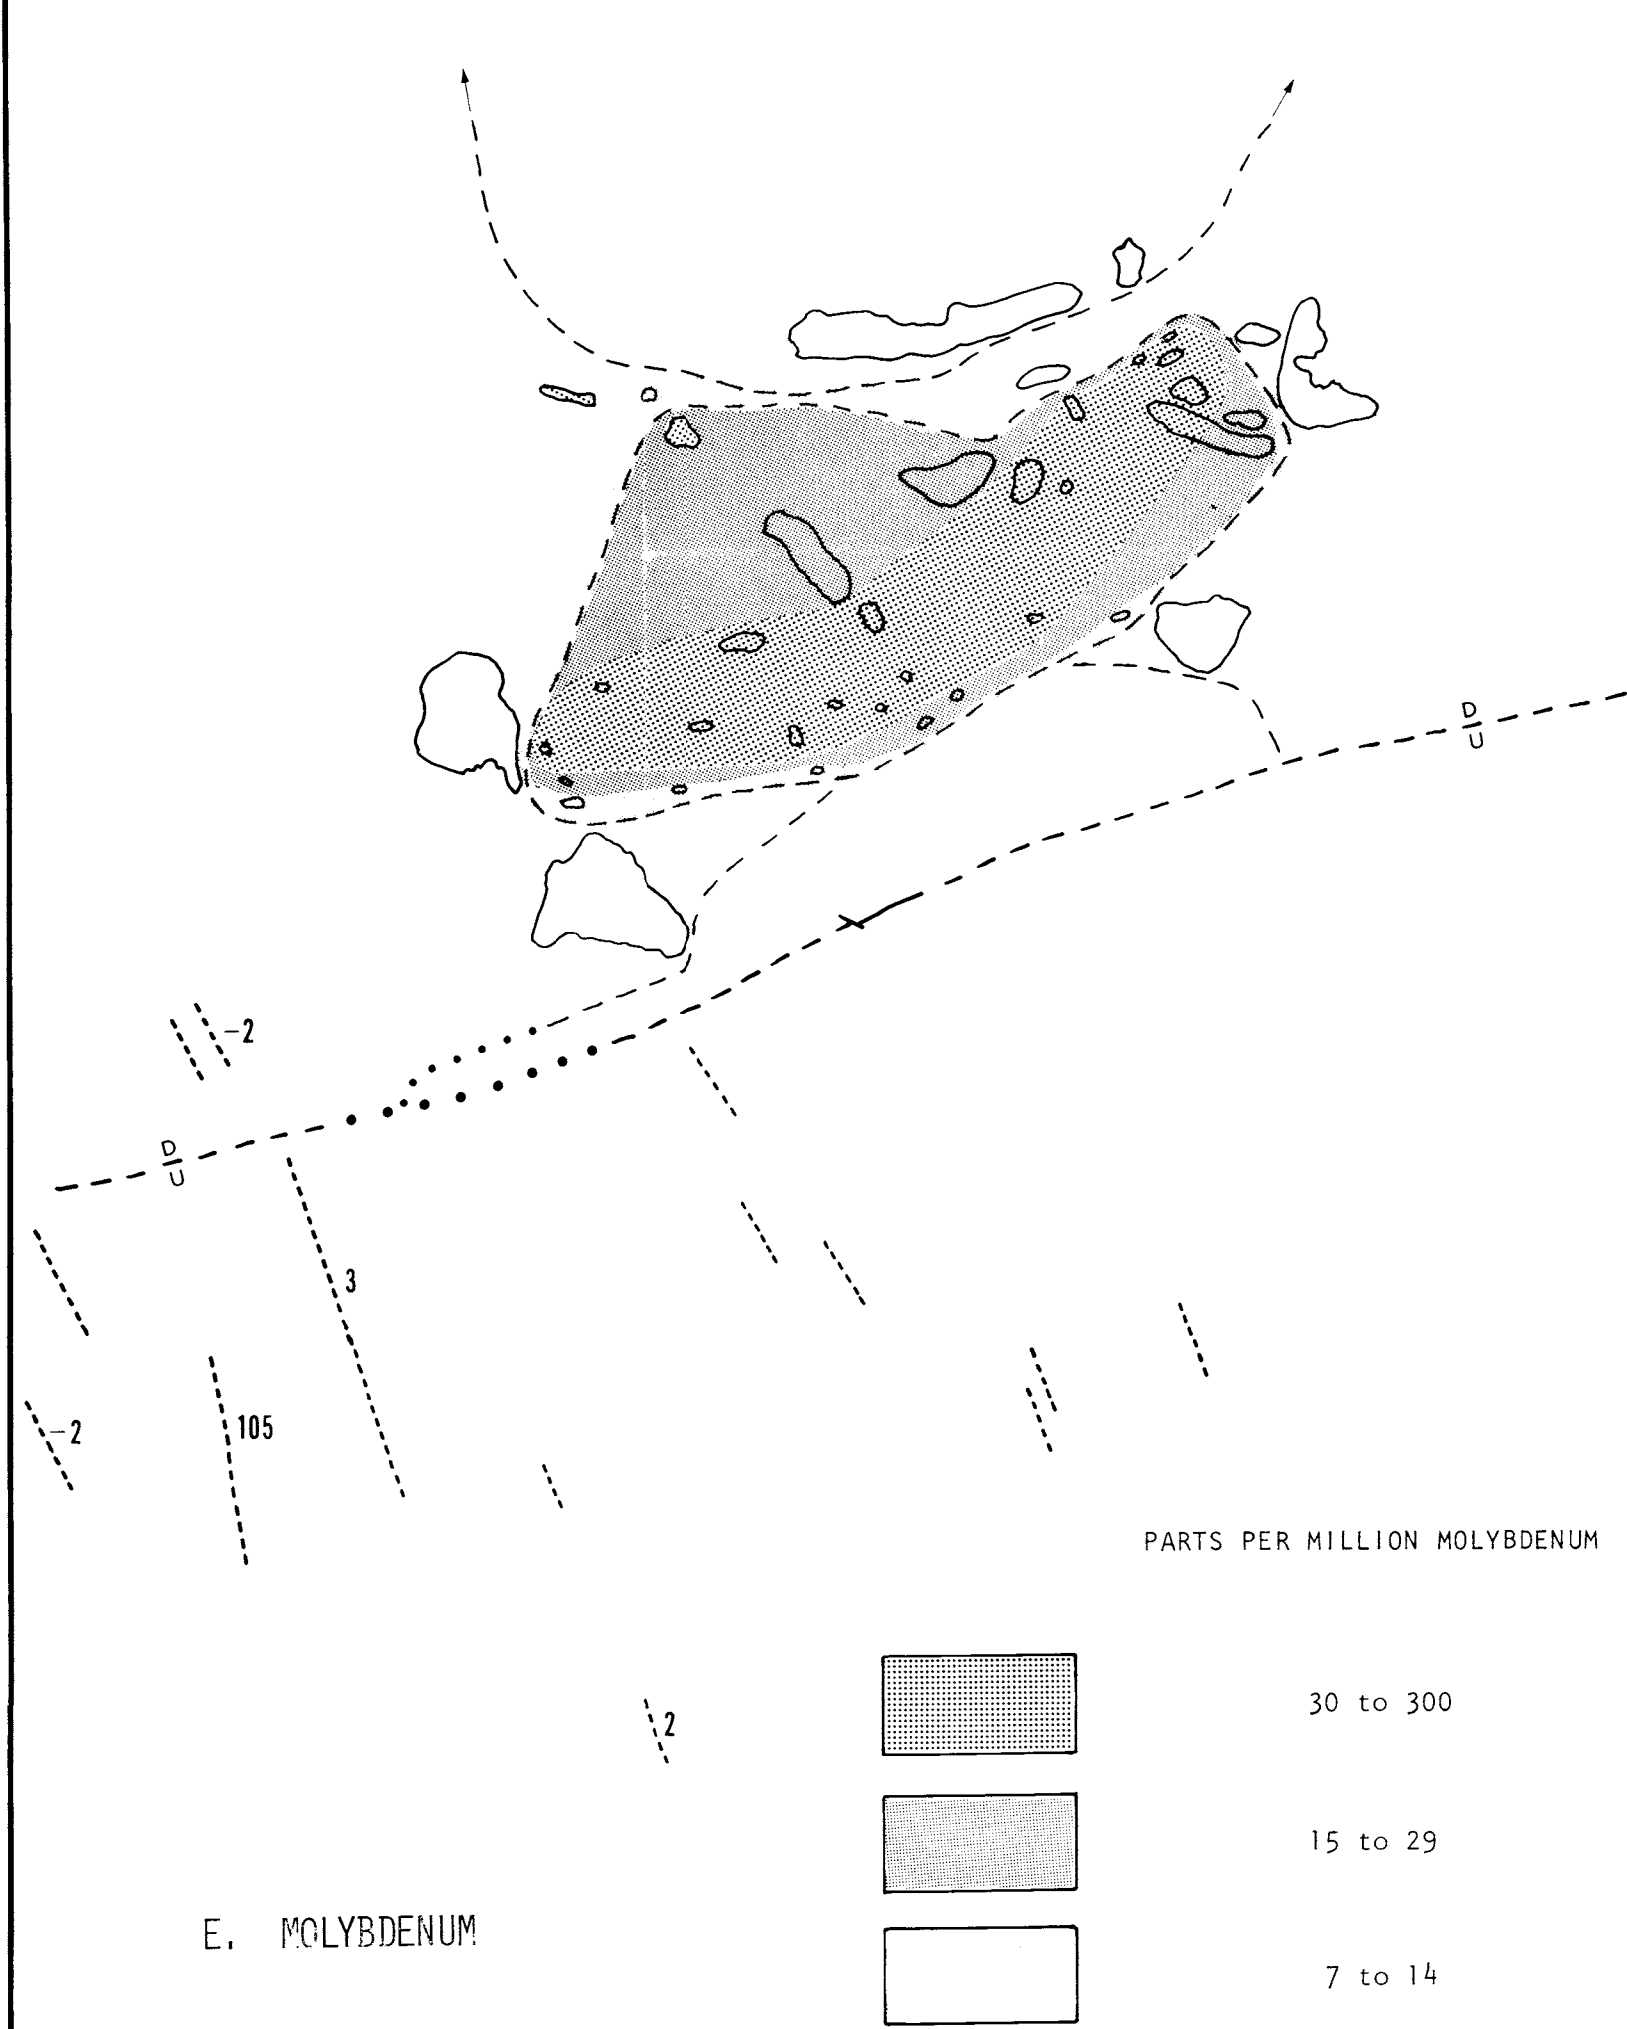 D
U
-2
D
U
3
105
-2
PARTS PER MILLION MOLYBDENUM
30 to 300
2
15 to 29
E. MOLYBDENUM
7 to 14